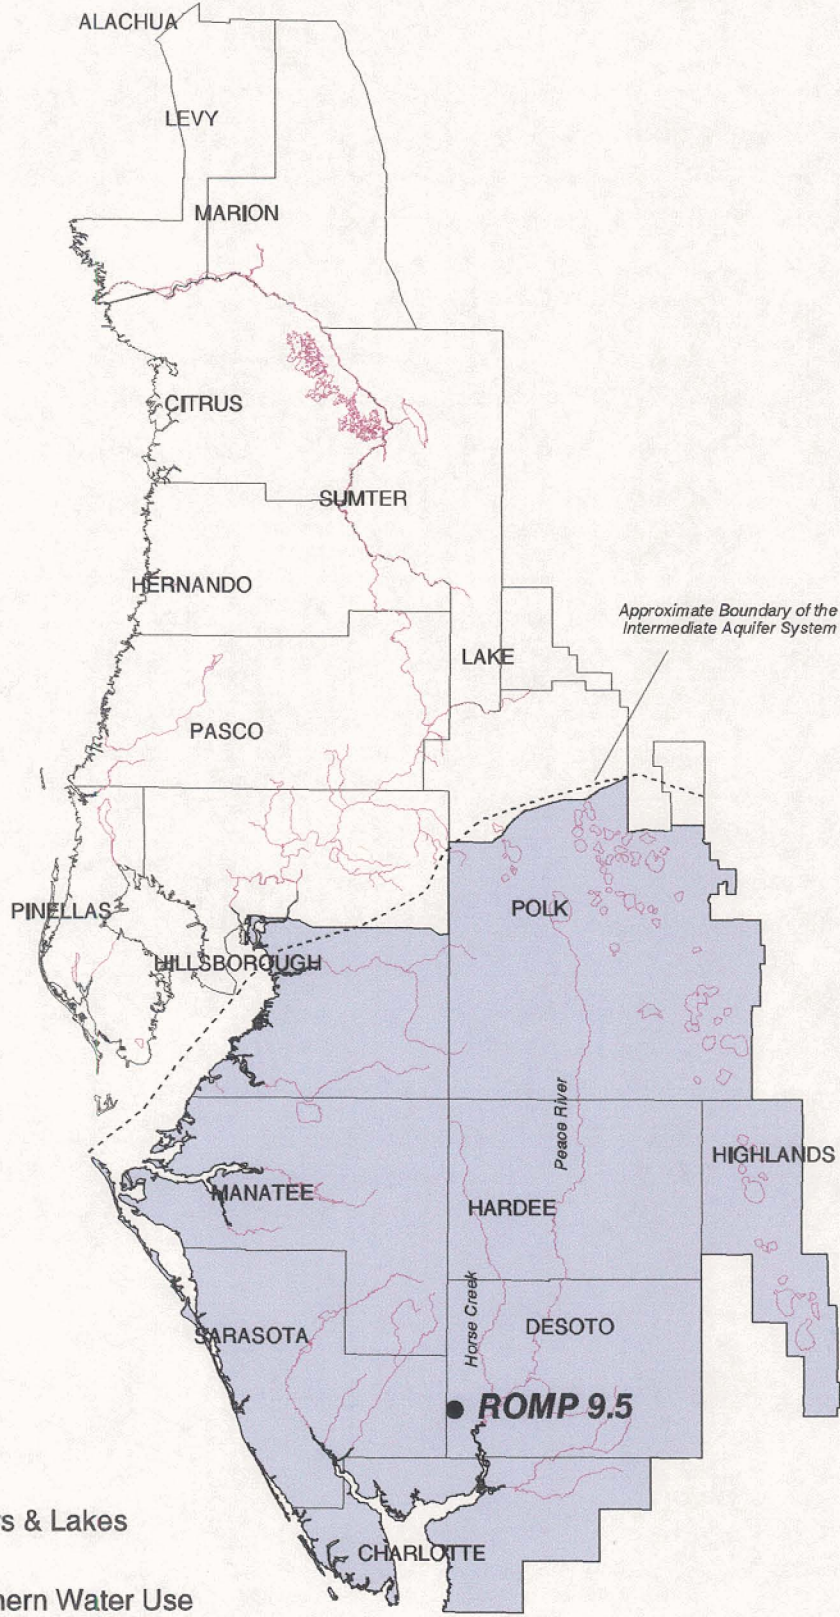 ALACHUA
LEVY
MARION
CITRUS
SUMTER
HERNANDO
Approximate Boundary of the
Intermediate Aquifer System
LAKE
PASCO
PINELLAS
POLK
HILLSBOROUGH
Peace River
HIGHLANDS
MANATEE
HARDEE
Horse Creek
DESOTO
SARASOTA
ROMP 9.5
& Lakes
CHARLOTTE
Water Use